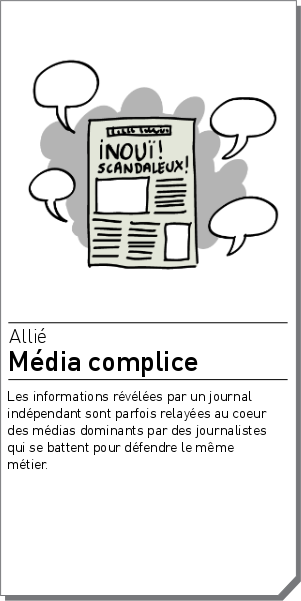 ¡NOUÏ!
SCANDALEUX!
Allié
Média complice
Les informations révélées par un journal
indépendant sont parfois relayées au coeur
des médias dominants par des journalistes
qui se battent pour défendre le même
métier.